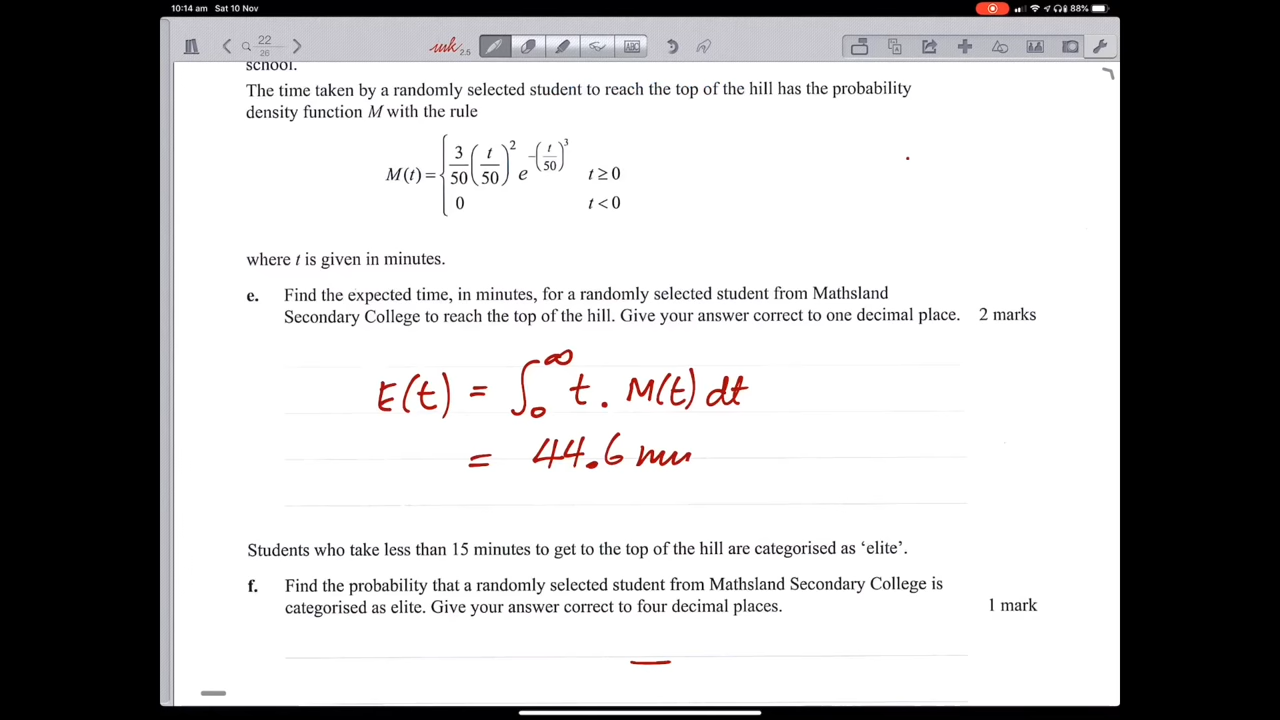 10:14 am Sat 10 Nov 88%
22
26
mk 2.5 ABC
school.
The time taken by a randomly selected student to reach the top of the hill has the probability
density function M with the rule
M(t) = { 3/50 (t/50)² e^−(t/50)³ t ≥ 0
0 t < 0
where t is given in minutes.
e. Find the expected time, in minutes, for a randomly selected student from Mathsland
Secondary College to reach the top of the hill. Give your answer correct to one decimal place. 2 marks
E(t) = ∫₀^∞ t . M(t) dt
= 44.6 min
Students who take less than 15 minutes to get to the top of the hill are categorised as ‘elite’.
f. Find the probability that a randomly selected student from Mathsland Secondary College is
categorised as elite. Give your answer correct to four decimal places. 1 mark